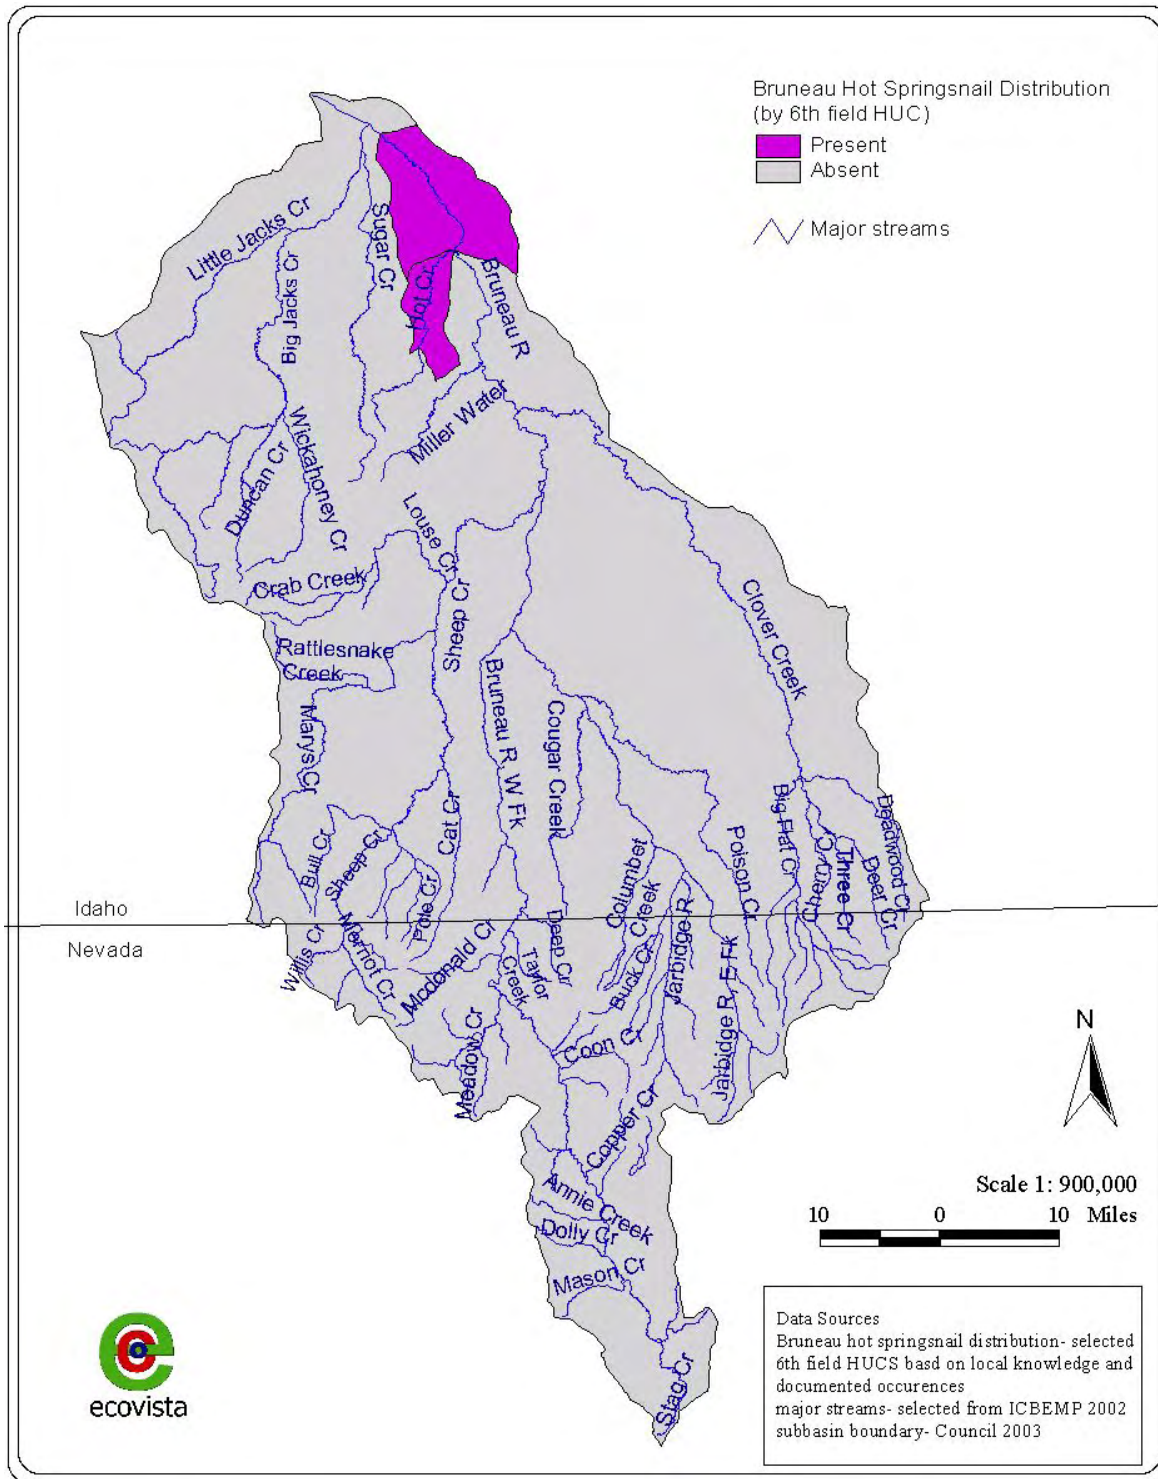 Bruneau Hot Springsnail Distribution
(by 6th field HUC)
Present
Absent
Major streams
Little Jacks Cr
Sugar Cr
Big Jacks Cr
Hot Cr
Bruneau R
Miller Water
Wickahoney Cr
Duncan Cr
Louse Cr
Crab Creek
Sheep Cr
Clover Creek
Rattlesnake
Creek
Marys Cr
Bruneau R, W Fk
Cougar Creek
Cat Cr
Bull Cr
Sheep Cr
Pole Cr
Columbet
Creek
Poison Cr
Big Flat Cr
Cherry Cr
Three Cr
Deer Cr
Deadwood Cr
Idaho
Nevada
Willis Cr
Merriot Cr
Mcdonald Cr
Taylor
Creek
Deep Cr
Buck Cr
Jarbidge R
Jarbidge R, E Fk
Meadow Cr
Coon Cr
Copper Cr
Annie Creek
Dolly Cr
Mason Cr
Stag Cr
N
Scale 1: 900,000
10 0 10 Miles
ecovista
Data Sources
Bruneau hot springsnail distribution- selected
6th field HUCS basd on local knowledge and
documented occurences
major streams- selected from ICBEMP 2002
subbasin boundary- Council 2003